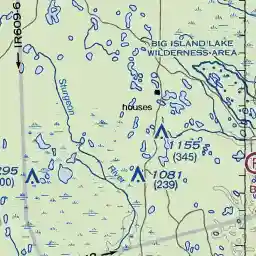 IR609-6
BIG ISLAND LAKE
WILDERNESS AREA
Sturgeon
houses
1155
(345)
295
00)
River
1081
(239)